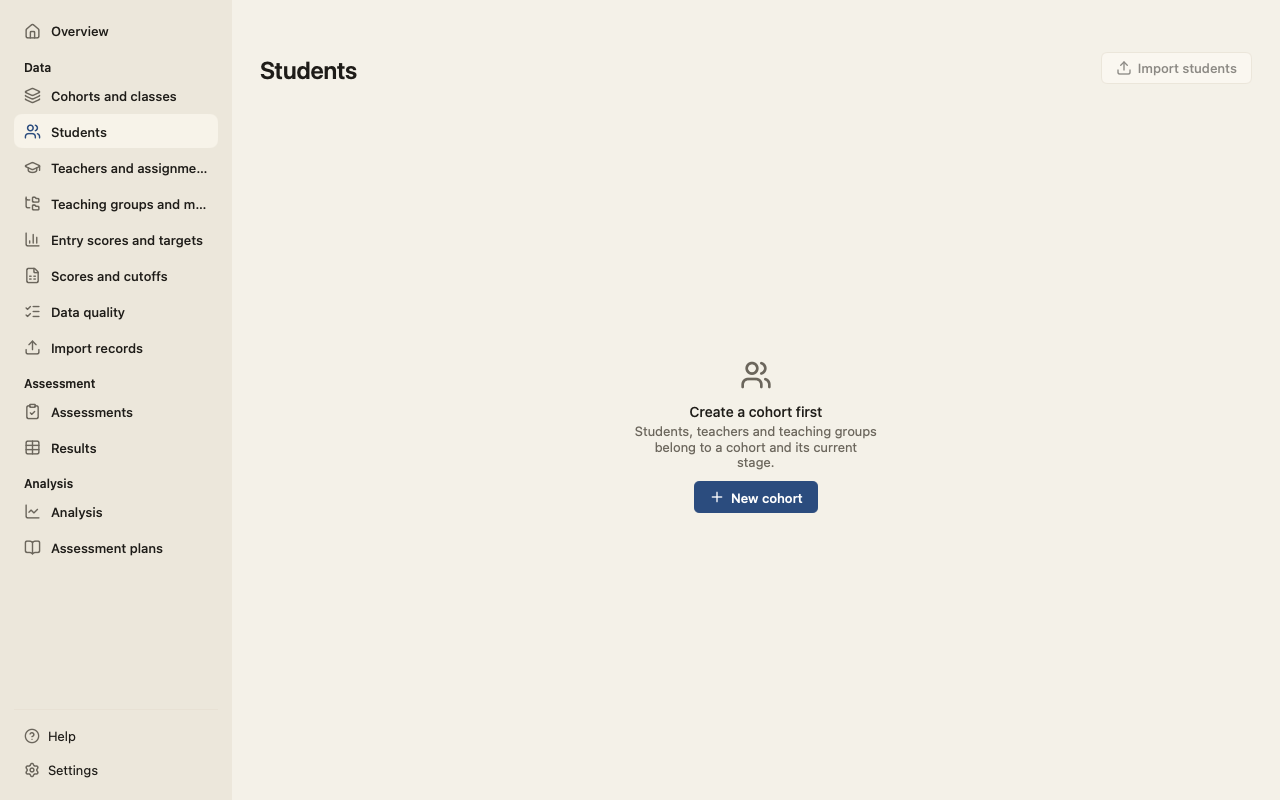 Overview
Data
Cohorts and classes
Students
Teachers and assignme...
Teaching groups and m...
Entry scores and targets
Scores and cutoffs
Data quality
Import records
Assessment
Assessments
Results
Analysis
Analysis
Assessment plans
Help
Settings
Students
Import students
Create a cohort first
Students, teachers and teaching groups
belong to a cohort and its current
stage.
New cohort